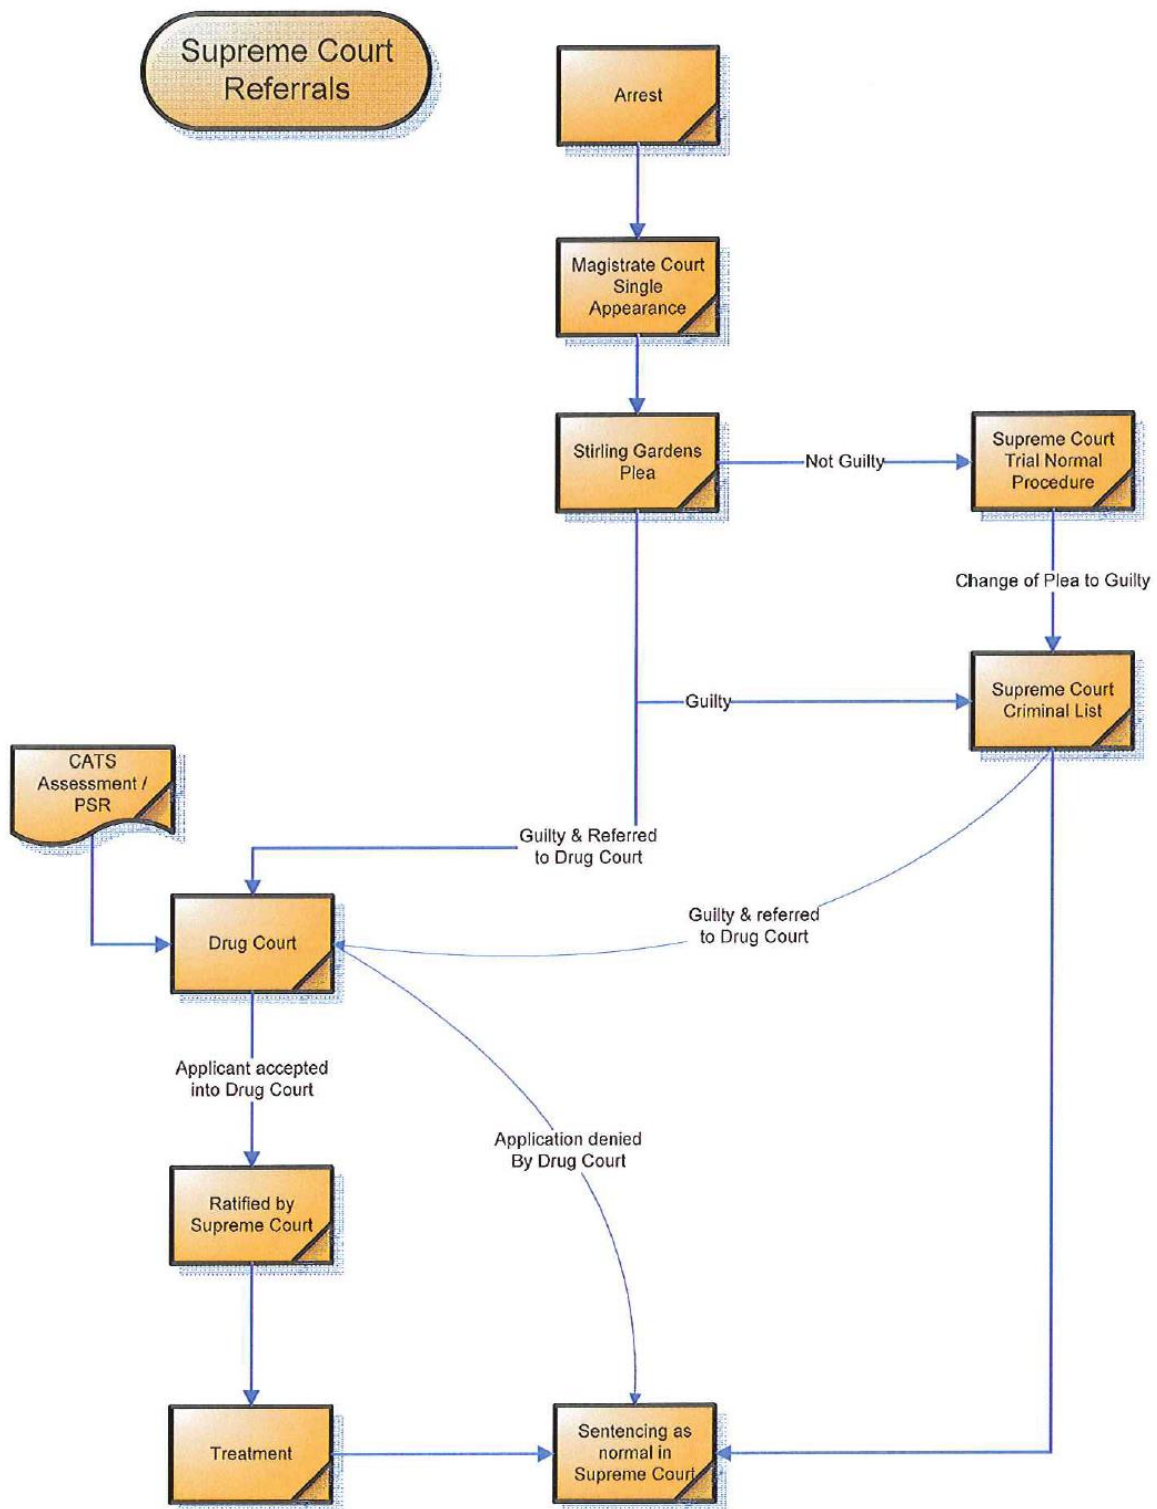 Supreme Court
Referrals
Arrest
Magistrate Court
Single
Appearance
Stirling Gardens
Plea
Not Guilty
Supreme Court
Trial Normal
Procedure
Change of Plea to Guilty
Guilty
Supreme Court
Criminal List
CATS
Assessment /
PSR
Guilty & Referred
to Drug Court
Guilty & referred
to Drug Court
Drug Court
Applicant accepted
into Drug Court
Application denied
By Drug Court
Ratified by
Supreme Court
Treatment
Sentencing as
normal in
Supreme Court